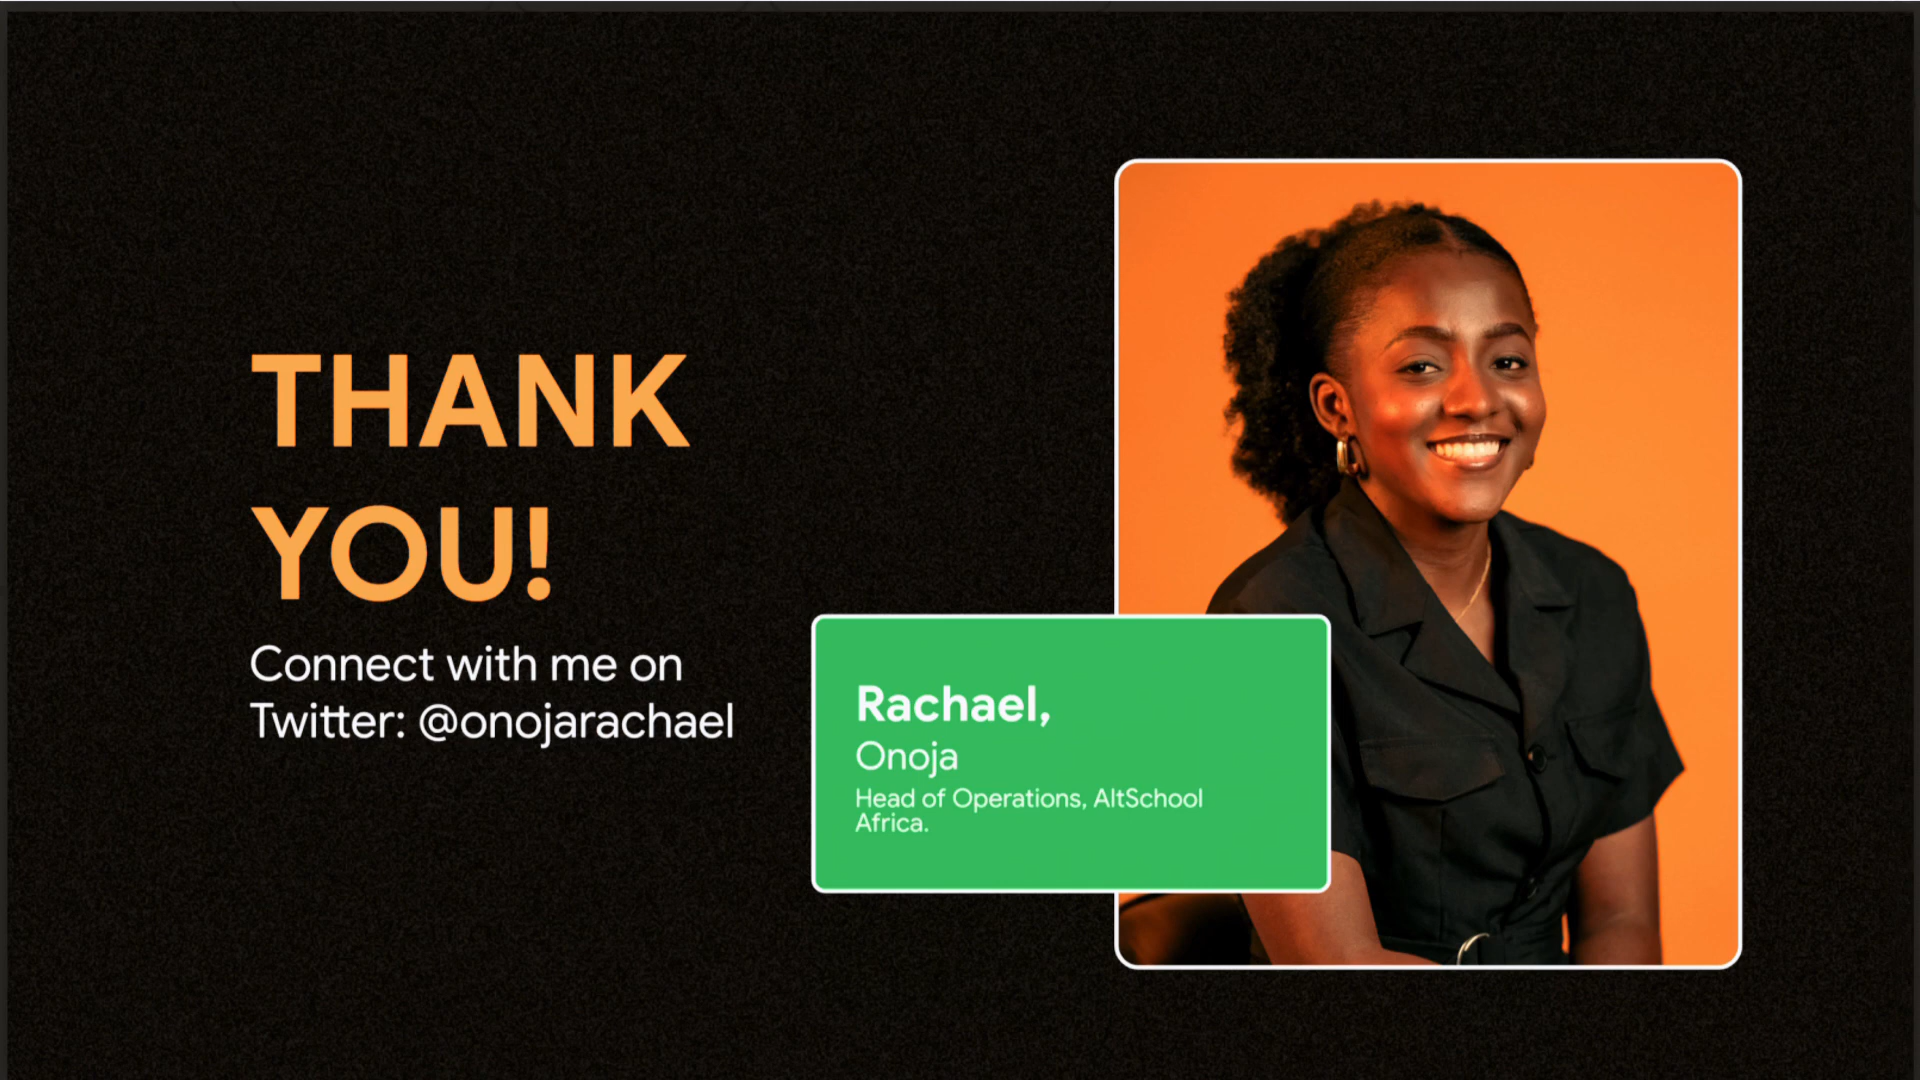 THANK
YOU!
Connect with me on
Twitter: @onojarachael
Rachael,
Onoja
Head of Operations, AltSchool
Africa.